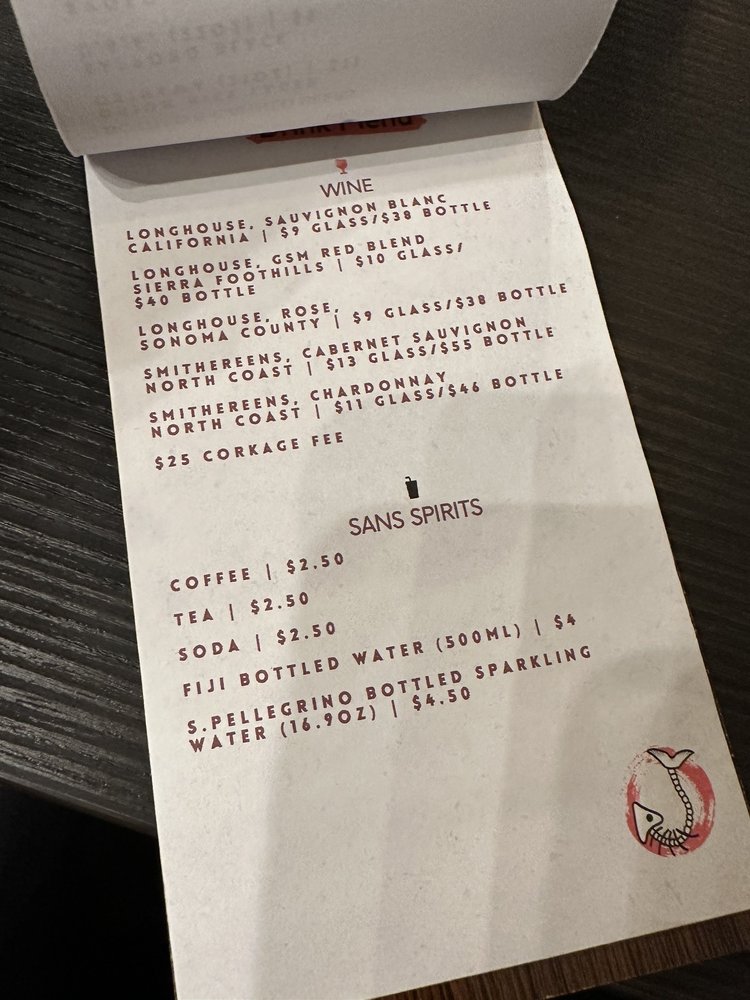 Drink Menu
WINE
LONGHOUSE, SAUVIGNON BLANC
CALIFORNIA | $9 GLASS/$38 BOTTLE
LONGHOUSE, GSM RED BLEND
SIERRA FOOTHILLS | $10 GLASS/
$40 BOTTLE
LONGHOUSE, ROSE,
SONOMA COUNTY | $9 GLASS/$38 BOTTLE
SMITHEREENS, CABERNET SAUVIGNON
NORTH COAST | $13 GLASS/$55 BOTTLE
SMITHEREENS, CHARDONNAY
NORTH COAST | $11 GLASS/$46 BOTTLE
$25 CORKAGE FEE
SANS SPIRITS
COFFEE | $2.50
TEA | $2.50
SODA | $2.50
FIJI BOTTLED WATER (500ML) | $4
S.PELLEGRINO BOTTLED SPARKLING
WATER (16.9OZ) | $4.50